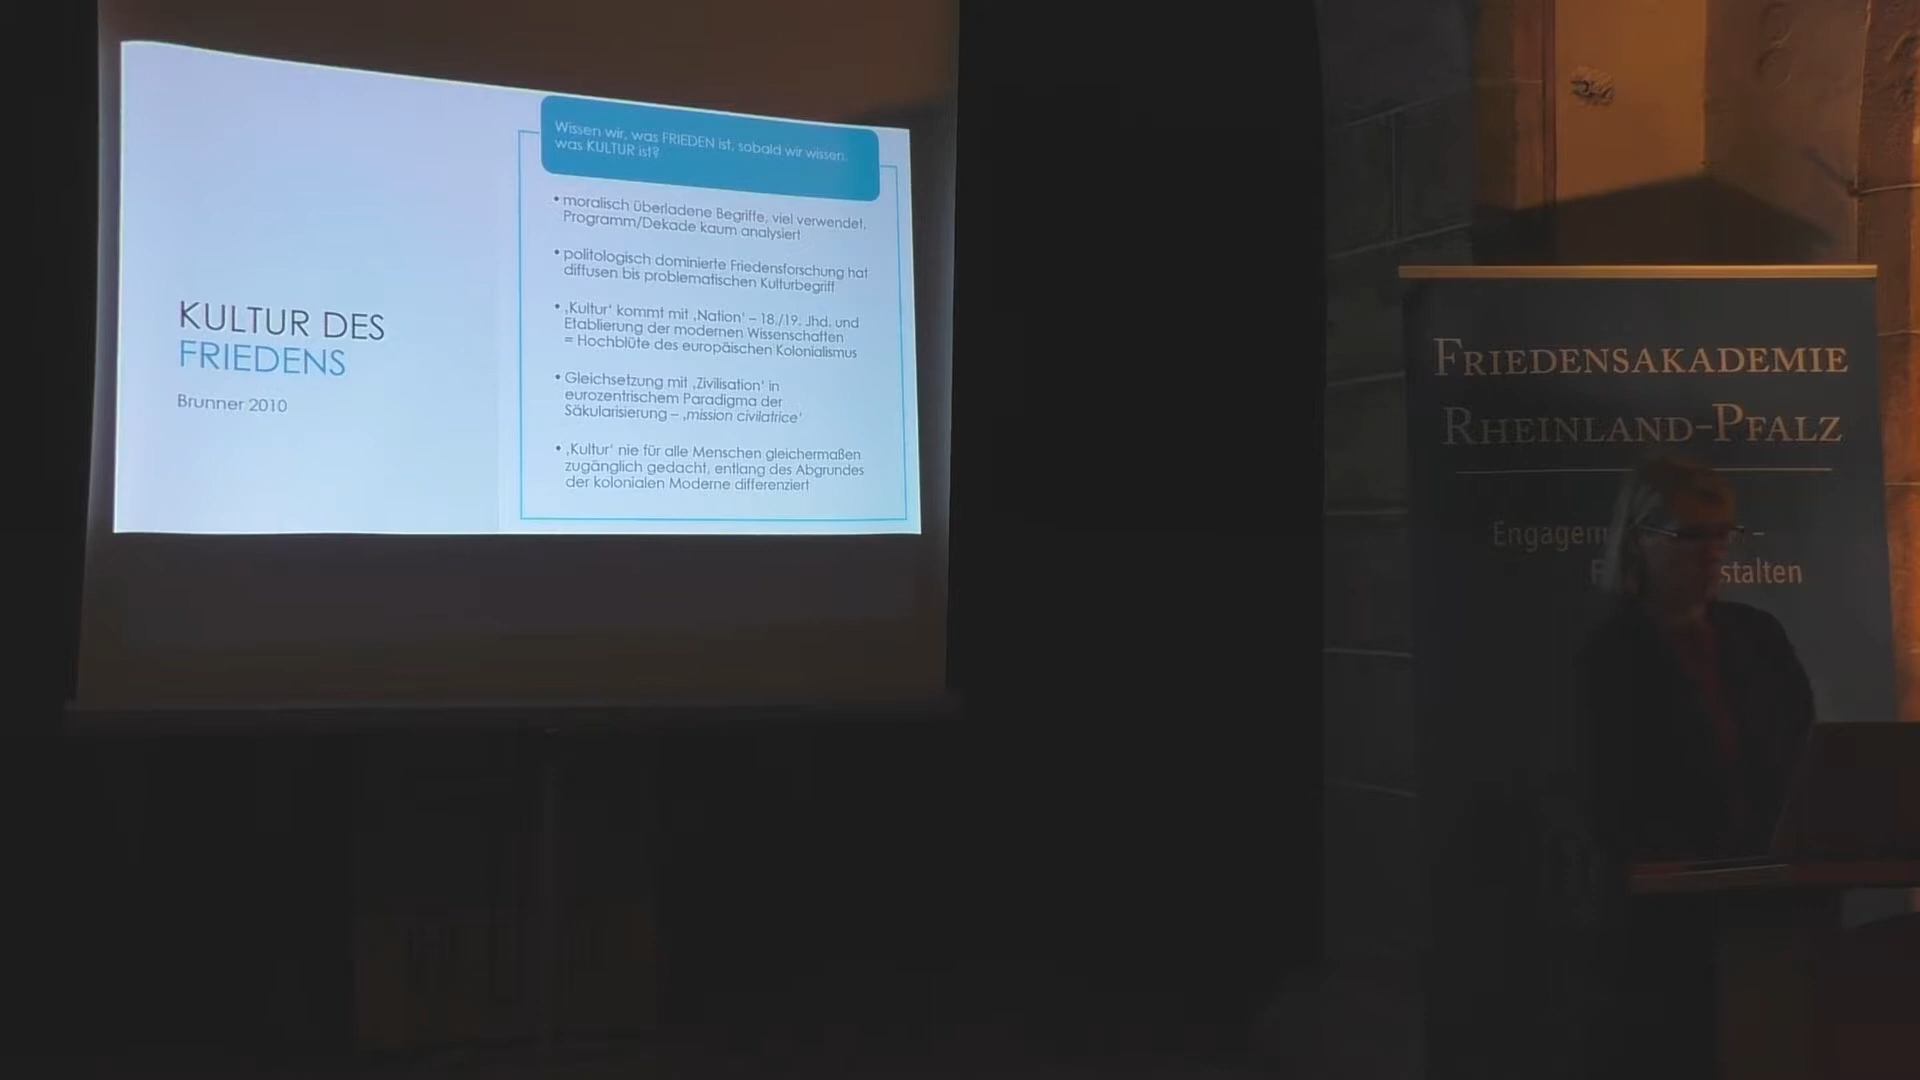 KULTUR DES
FRIEDENS
Brunner 2010
Wissen wir, was FRIEDEN ist, sobald wir wissen,
was KULTUR ist?
• moralisch überladene Begriffe, viel verwendet,
Programm/Dekade kaum analysiert
• politologisch dominierte Friedensforschung hat
diffusen bis problematischen Kulturbegriff
• ‚Kultur' kommt mit ‚Nation' – 18./19. Jhd. und
Etablierung der modernen Wissenschaften
= Hochblüte des europäischen Kolonialismus
• Gleichsetzung mit ‚Zivilisation' in
eurozentrischem Paradigma der
Säkularisierung – ‚mission civilatrice'
• ‚Kultur' nie für alle Menschen gleichermaßen
zugänglich gedacht, entlang des Abgrundes
der kolonialen Moderne differenziert
FRIEDENSAKADEMIE
RHEINLAND-PFALZ
Engagem –
stalten